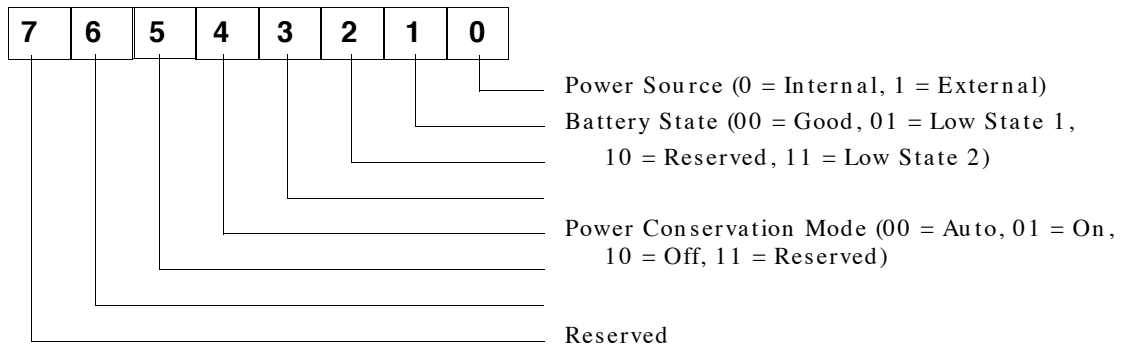 7 6 5 4 3 2 1 0
Power Source (0 = Internal, 1 = External)
Battery State (00 = Good, 01 = Low State 1,
10 = Reserved, 11 = Low State 2)
Power Conservation Mode (00 = Auto, 01 = On,
10 = Off, 11 = Reserved)
Reserved